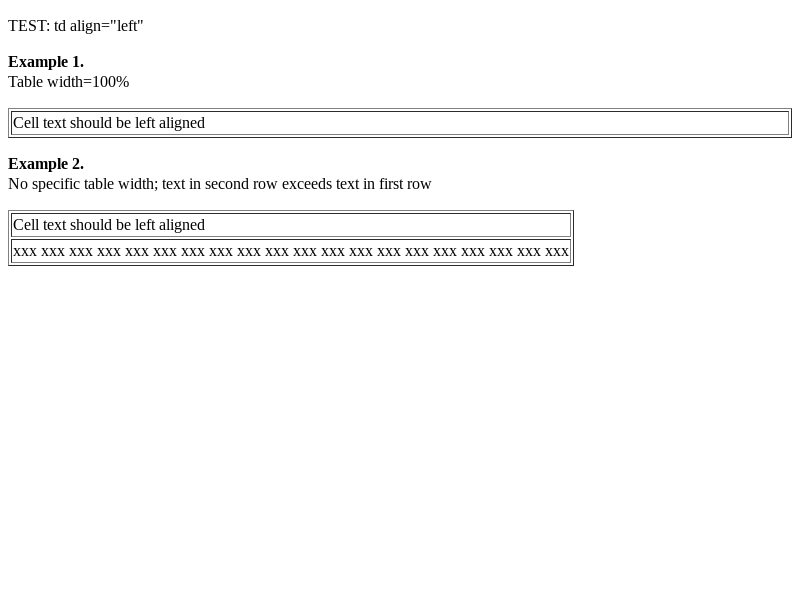 TEST: td align="left"
Example 1.
Table width=100%
Cell text should be left aligned
Example 2.
No specific table width; text in second row exceeds text in first row
Cell text should be left aligned
xxx xxx xxx xxx xxx xxx xxx xxx xxx xxx xxx xxx xxx xxx xxx xxx xxx xxx xxx xxx